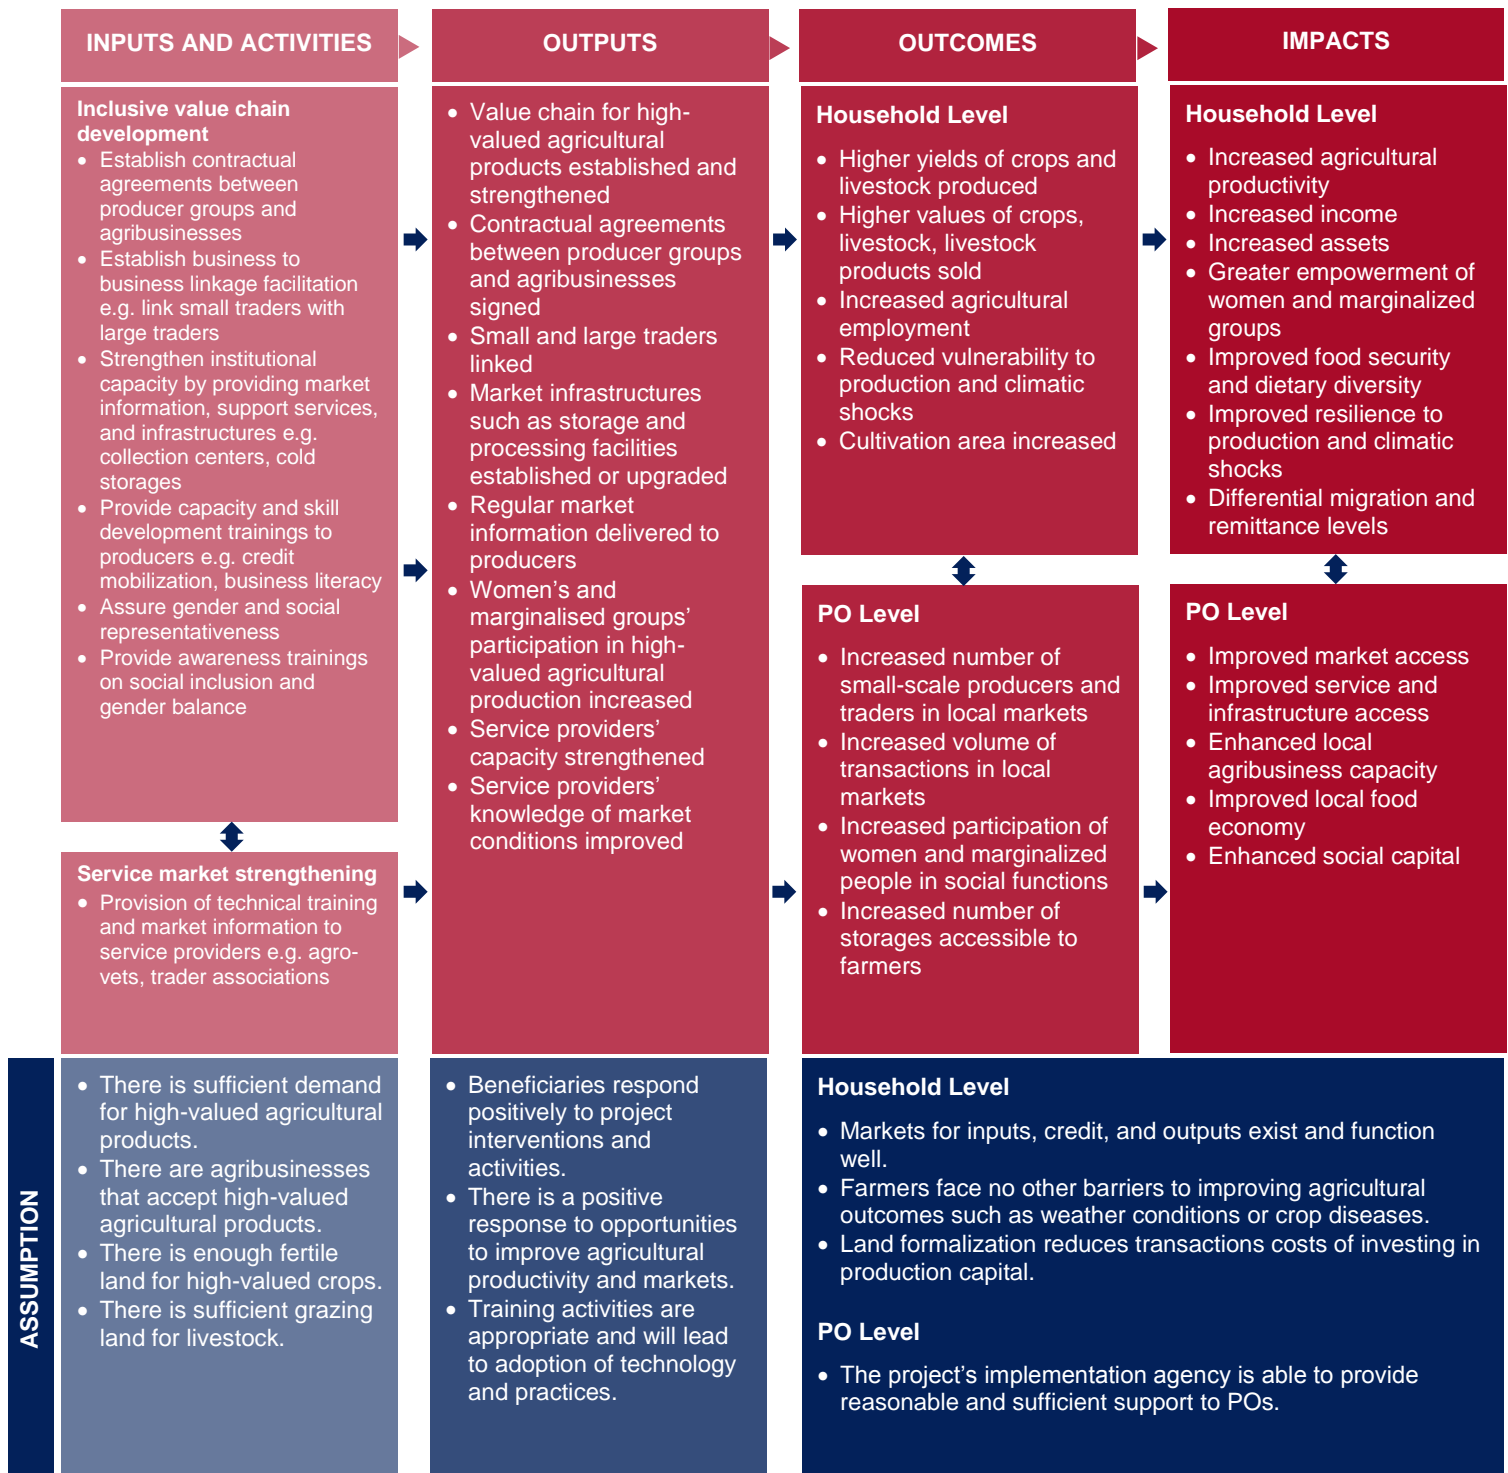 INPUTS AND ACTIVITIES
OUTPUTS
OUTCOMES
IMPACTS
Inclusive value chain
development
• Establish contractual
agreements between
producer groups and
agribusinesses
• Establish business to
business linkage facilitation
e.g. link small traders with
large traders
• Strengthen institutional
capacity by providing market
information, support services,
and infrastructures e.g.
collection centers, cold
storages
• Provide capacity and skill
development trainings to
producers e.g. credit
mobilization, business literacy
• Assure gender and social
representativeness
• Provide awareness trainings
on social inclusion and
gender balance
Service market strengthening
• Provision of technical training
and market information to
service providers e.g. agro-
vets, trader associations
• Value chain for high-
valued agricultural
products established and
strengthened
• Contractual agreements
between producer groups
and agribusinesses
signed
• Small and large traders
linked
• Market infrastructures
such as storage and
processing facilities
established or upgraded
• Regular market
information delivered to
producers
• Women's and
marginalised groups'
participation in high-
valued agricultural
production increased
• Service providers'
capacity strengthened
• Service providers'
knowledge of market
conditions improved
Household Level
• Higher yields of crops and
livestock produced
• Higher values of crops,
livestock, livestock
products sold
• Increased agricultural
employment
• Reduced vulnerability to
production and climatic
shocks
• Cultivation area increased
PO Level
• Increased number of
small-scale producers and
traders in local markets
• Increased volume of
transactions in local
markets
• Increased participation of
women and marginalized
people in social functions
• Increased number of
storages accessible to
farmers
Household Level
• Increased agricultural
productivity
• Increased income
• Increased assets
• Greater empowerment of
women and marginalized
groups
• Improved food security
and dietary diversity
• Improved resilience to
production and climatic
shocks
• Differential migration and
remittance levels
PO Level
• Improved market access
• Improved service and
infrastructure access
• Enhanced local
agribusiness capacity
• Improved local food
economy
• Enhanced social capital
ASSUMPTION
• There is sufficient demand
for high-valued agricultural
products.
• There are agribusinesses
that accept high-valued
agricultural products.
• There is enough fertile
land for high-valued crops.
• There is sufficient grazing
land for livestock.
• Beneficiaries respond
positively to project
interventions and
activities.
• There is a positive
response to opportunities
to improve agricultural
productivity and markets.
• Training activities are
appropriate and will lead
to adoption of technology
and practices.
Household Level
• Markets for inputs, credit, and outputs exist and function
well.
• Farmers face no other barriers to improving agricultural
outcomes such as weather conditions or crop diseases.
• Land formalization reduces transactions costs of investing in
production capital.
PO Level
• The project's implementation agency is able to provide
reasonable and sufficient support to POs.